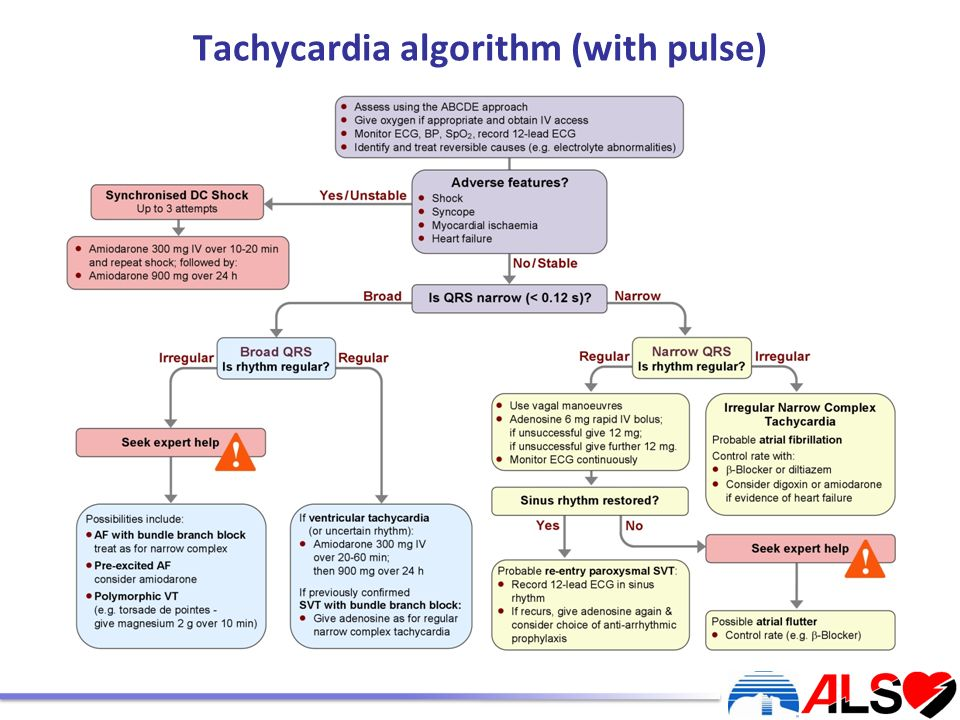 Tachycardia algorithm (with pulse)
Assess using the ABCDE approach
Give oxygen if appropriate and obtain IV access
Monitor ECG, BP, SpO₂, record 12-lead ECG
Identify and treat reversible causes (e.g. electrolyte abnormalities)
Adverse features?
Shock
Syncope
Myocardial ischaemia
Heart failure
Yes/Unstable
Synchronised DC Shock
Up to 3 attempts
Amiodarone 300 mg IV over 10-20 min
and repeat shock; followed by:
Amiodarone 900 mg over 24 h
No/Stable
Is QRS narrow (< 0.12 s)?
Broad
Narrow
Broad QRS
Is rhythm regular?
Irregular
Regular
Seek expert help
!
Possibilities include:
AF with bundle branch block
treat as for narrow complex
Pre-excited AF
consider amiodarone
Polymorphic VT
(e.g. torsade de pointes -
give magnesium 2 g over 10 min)
If ventricular tachycardia
(or uncertain rhythm):
Amiodarone 300 mg IV
over 20-60 min;
then 900 mg over 24 h
If previously confirmed
SVT with bundle branch block:
Give adenosine as for regular
narrow complex tachycardia
Narrow QRS
Is rhythm regular?
Regular
Irregular
Use vagal manoeuvres
Adenosine 6 mg rapid IV bolus;
if unsuccessful give 12 mg;
if unsuccessful give further 12 mg.
Monitor ECG continuously
Sinus rhythm restored?
Yes
No
Probable re-entry paroxysmal SVT:
Record 12-lead ECG in sinus
rhythm
If recurs, give adenosine again &
consider choice of anti-arrhythmic
prophylaxis
Irregular Narrow Complex
Tachycardia
Probable atrial fibrillation
Control rate with:
β-Blocker or diltiazem
Consider digoxin or amiodarone
if evidence of heart failure
Seek expert help
!
Possible atrial flutter
Control rate (e.g. β-Blocker)
ALS